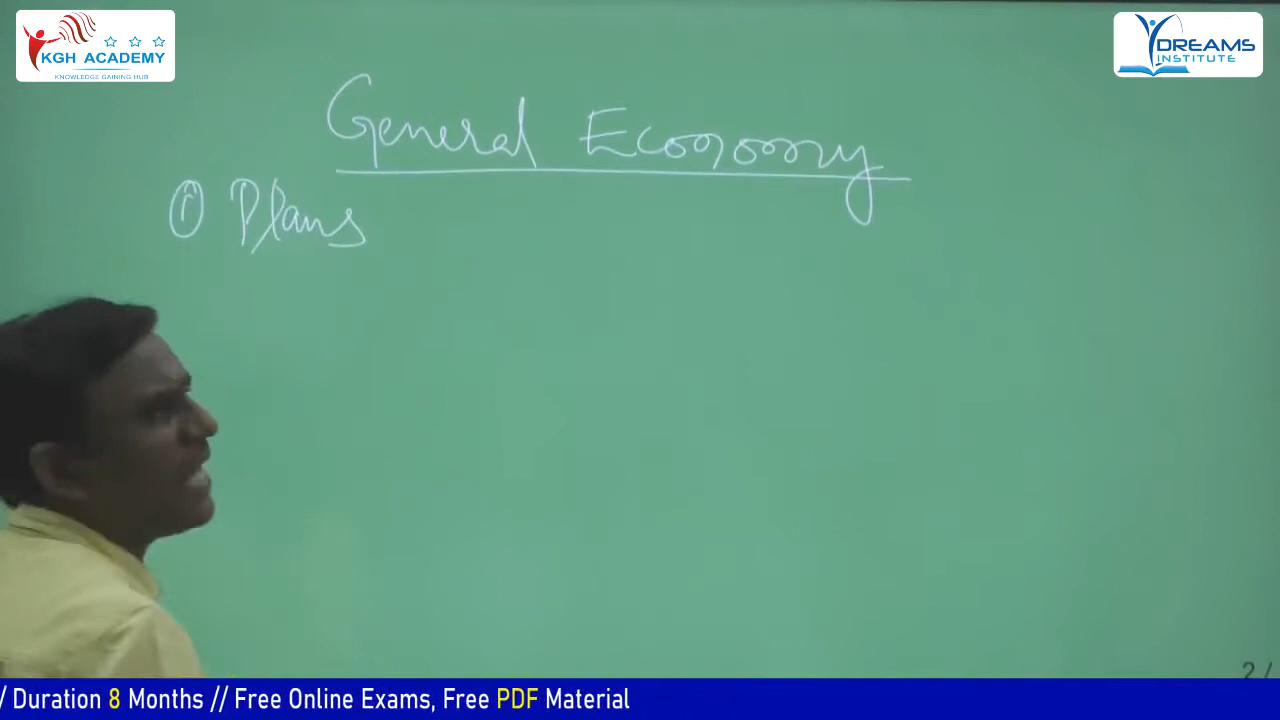 KGH ACADEMY
KNOWLEDGE GAINING HUB
DREAMS
INSTITUTE
General Economy
① Plans
/ Duration 8 Months // Free Online Exams, Free PDF Material
2/